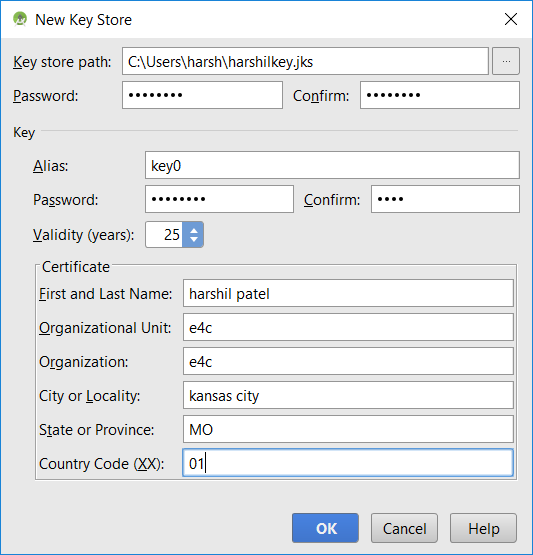 New Key Store
Key store path: C:\Users\harsh\harshilkey.jks ...
Password: •••••••• Confirm: ••••••••
Key
Alias: key0
Password: •••••••• Confirm: ••••
Validity (years): 25
Certificate
First and Last Name: harshil patel
Organizational Unit: e4c
Organization: e4c
City or Locality: kansas city
State or Province: MO
Country Code (XX): 01
OK Cancel Help